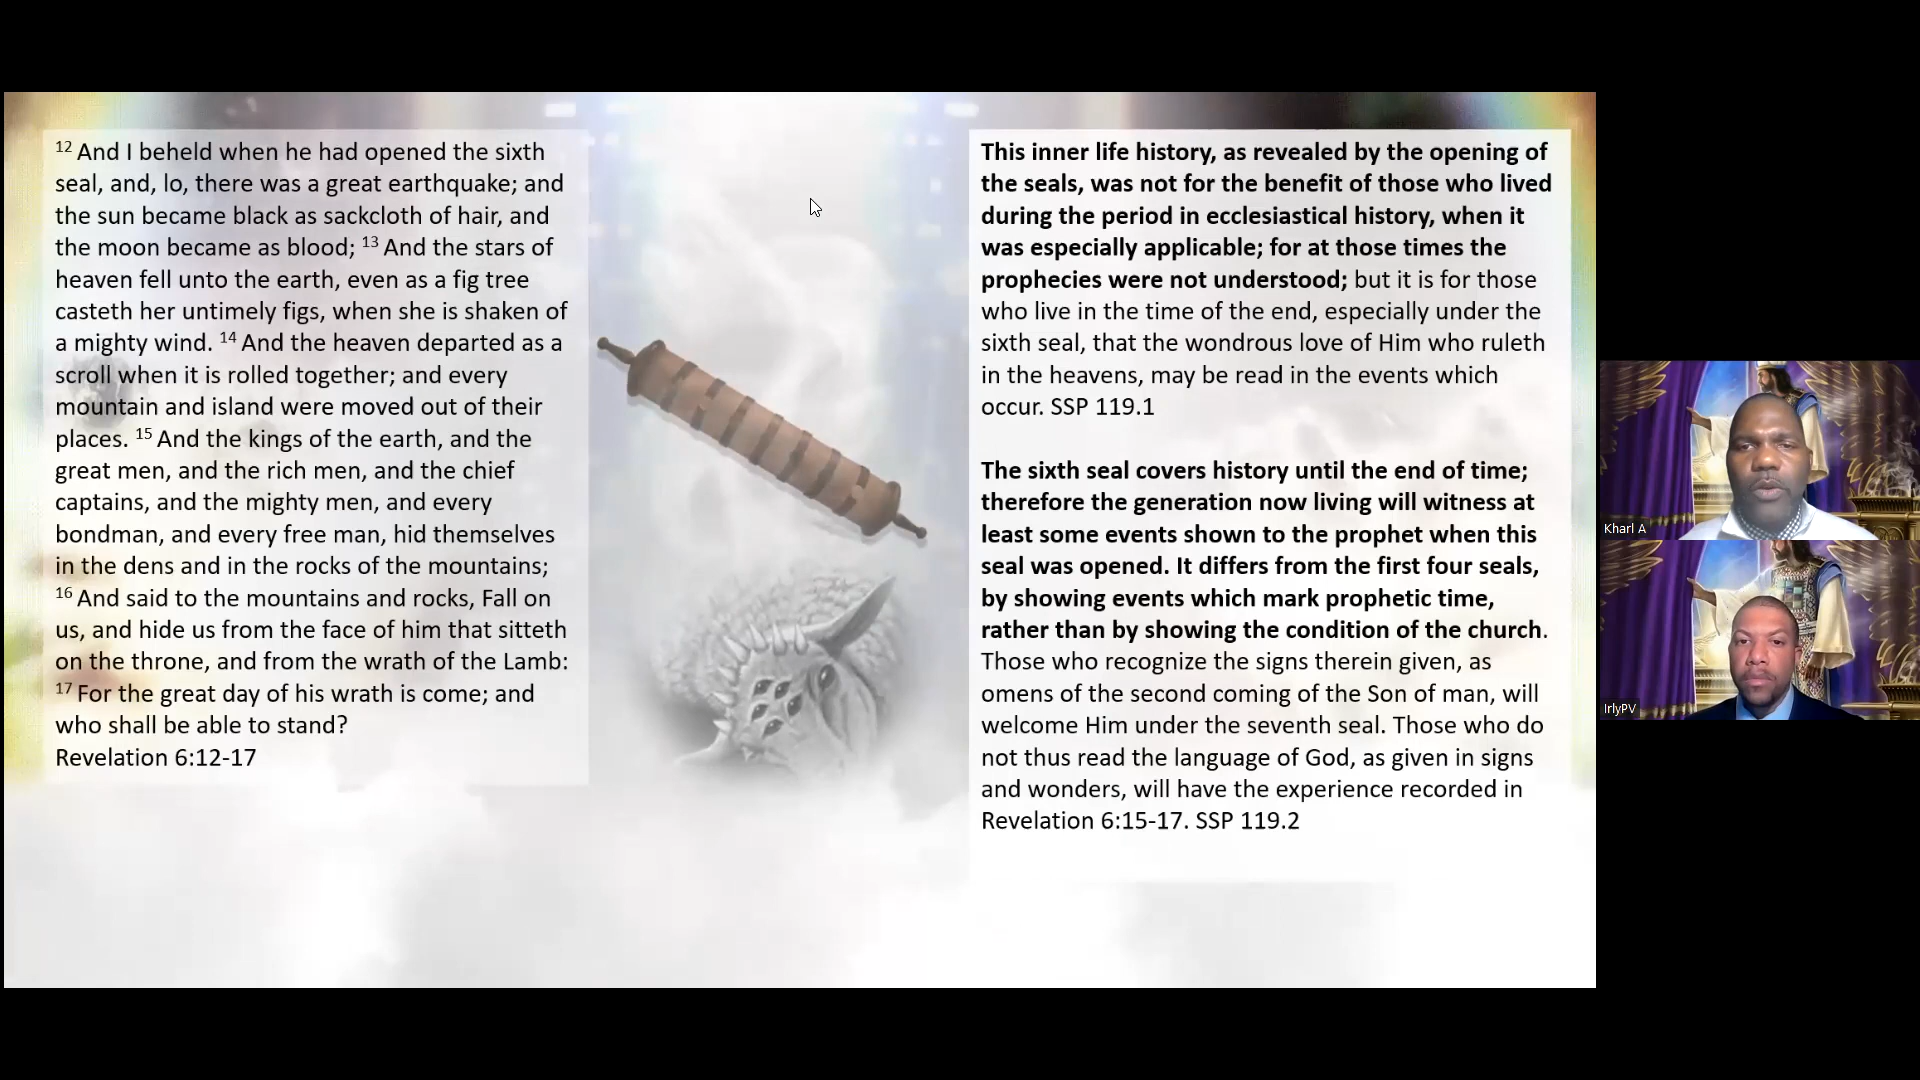 12 And I beheld when he had opened the sixth
seal, and, lo, there was a great earthquake; and
the sun became black as sackcloth of hair, and
the moon became as blood; 13 And the stars of
heaven fell unto the earth, even as a fig tree
casteth her untimely figs, when she is shaken of
a mighty wind. 14 And the heaven departed as a
scroll when it is rolled together; and every
mountain and island were moved out of their
places. 15 And the kings of the earth, and the
great men, and the rich men, and the chief
captains, and the mighty men, and every
bondman, and every free man, hid themselves
in the dens and in the rocks of the mountains;
16 And said to the mountains and rocks, Fall on
us, and hide us from the face of him that sitteth
on the throne, and from the wrath of the Lamb:
17 For the great day of his wrath is come; and
who shall be able to stand?
Revelation 6:12-17
This inner life history, as revealed by the opening of
the seals, was not for the benefit of those who lived
during the period in ecclesiastical history, when it
was especially applicable; for at those times the
prophecies were not understood; but it is for those
who live in the time of the end, especially under the
sixth seal, that the wondrous love of Him who ruleth
in the heavens, may be read in the events which
occur. SSP 119.1
The sixth seal covers history until the end of time;
therefore the generation now living will witness at
least some events shown to the prophet when this
seal was opened. It differs from the first four seals,
by showing events which mark prophetic time,
rather than by showing the condition of the church.
Those who recognize the signs therein given, as
omens of the second coming of the Son of man, will
welcome Him under the seventh seal. Those who do
not thus read the language of God, as given in signs
and wonders, will have the experience recorded in
Revelation 6:15-17. SSP 119.2
Kharl A
IrlyPV